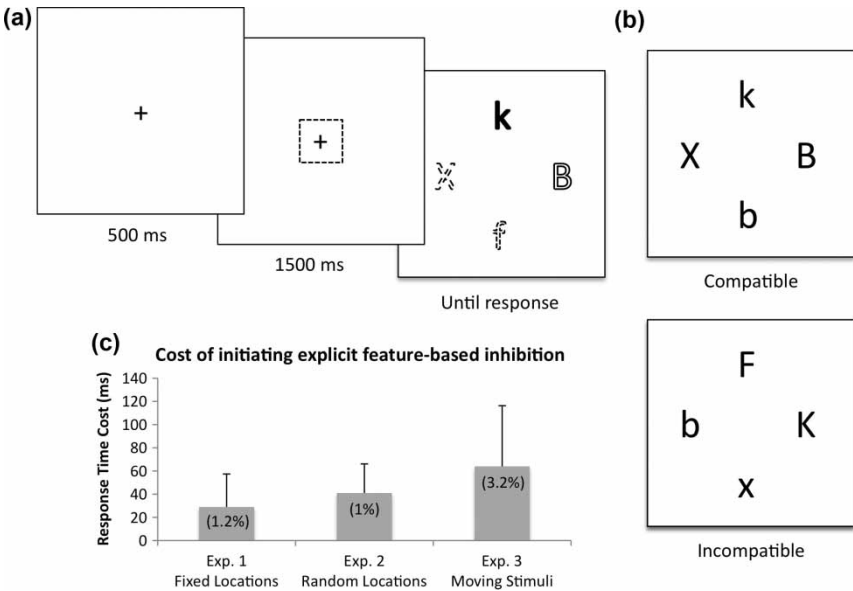 (a)
+
500 ms
+
1500 ms
k
X B
f
Until response
(b)
k
X B
b
Compatible
F
b K
x
Incompatible
(c)
Cost of initiating explicit feature-based inhibition
Response Time Cost (ms)
140
120
100
80
60
40
20
0
(1.2%)
(1%)
(3.2%)
Exp. 1
Fixed Locations
Exp. 2
Random Locations
Exp. 3
Moving Stimuli